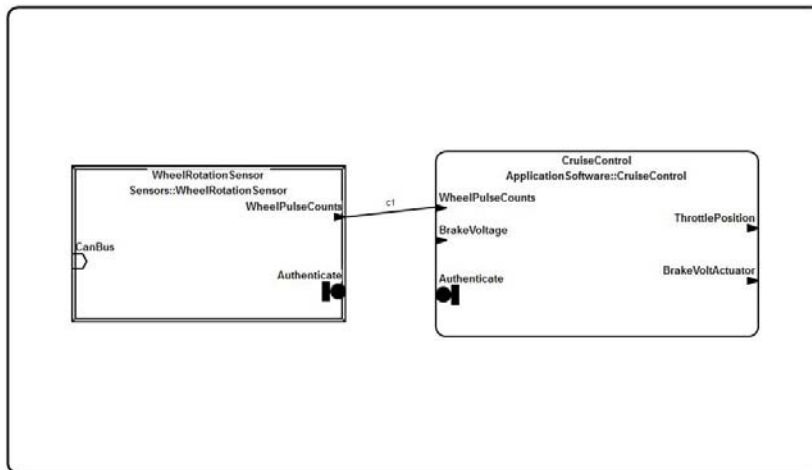 WheelRotationSensor
Sensors::WheelRotationSensor
WheelPulseCounts
CanBus
Authenticate
c1
CruiseControl
ApplicationSoftware::CruiseControl
WheelPulseCounts
BrakeVoltage
Authenticate
ThrottlePosition
BrakeVoltActuator